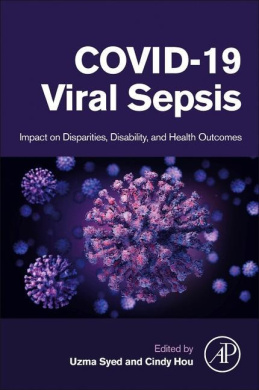 COVID-19
Viral Sepsis
Impact on Disparities, Disability, and Health Outcomes
Edited by
Uzma Syed and Cindy Hou
AP